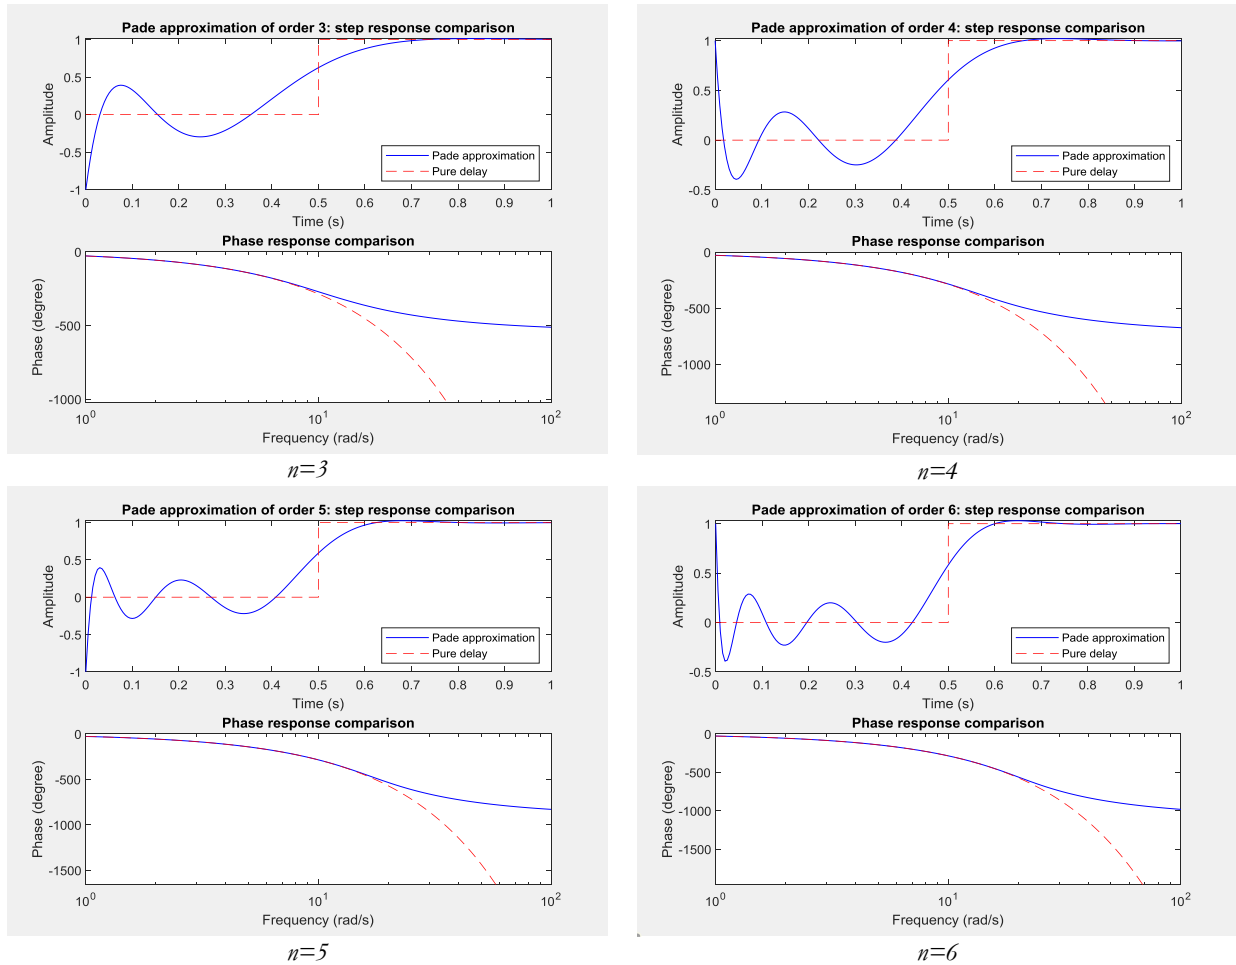 Pade approximation of order 3: step response comparison
1
0.5
0
-0.5
-1
Amplitude
0 0.1 0.2 0.3 0.4 0.5 0.6 0.7 0.8 0.9 1
Time (s)
Pade approximation
Pure delay
Phase response comparison
0
-500
-1000
Phase (degree)
10^0 10^1 10^2
Frequency (rad/s)
n=3
Pade approximation of order 4: step response comparison
1
0.5
0
-0.5
Amplitude
0 0.1 0.2 0.3 0.4 0.5 0.6 0.7 0.8 0.9 1
Time (s)
Pade approximation
Pure delay
Phase response comparison
0
-500
-1000
Phase (degree)
10^0 10^1 10^2
Frequency (rad/s)
n=4
Pade approximation of order 5: step response comparison
1
0.5
0
-0.5
-1
Amplitude
0 0.1 0.2 0.3 0.4 0.5 0.6 0.7 0.8 0.9 1
Time (s)
Pade approximation
Pure delay
Phase response comparison
0
-500
-1000
-1500
Phase (degree)
10^0 10^1 10^2
Frequency (rad/s)
n=5
Pade approximation of order 6: step response comparison
1
0.5
0
-0.5
Amplitude
0 0.1 0.2 0.3 0.4 0.5 0.6 0.7 0.8 0.9 1
Time (s)
Pade approximation
Pure delay
Phase response comparison
0
-500
-1000
-1500
Phase (degree)
10^0 10^1 10^2
Frequency (rad/s)
n=6